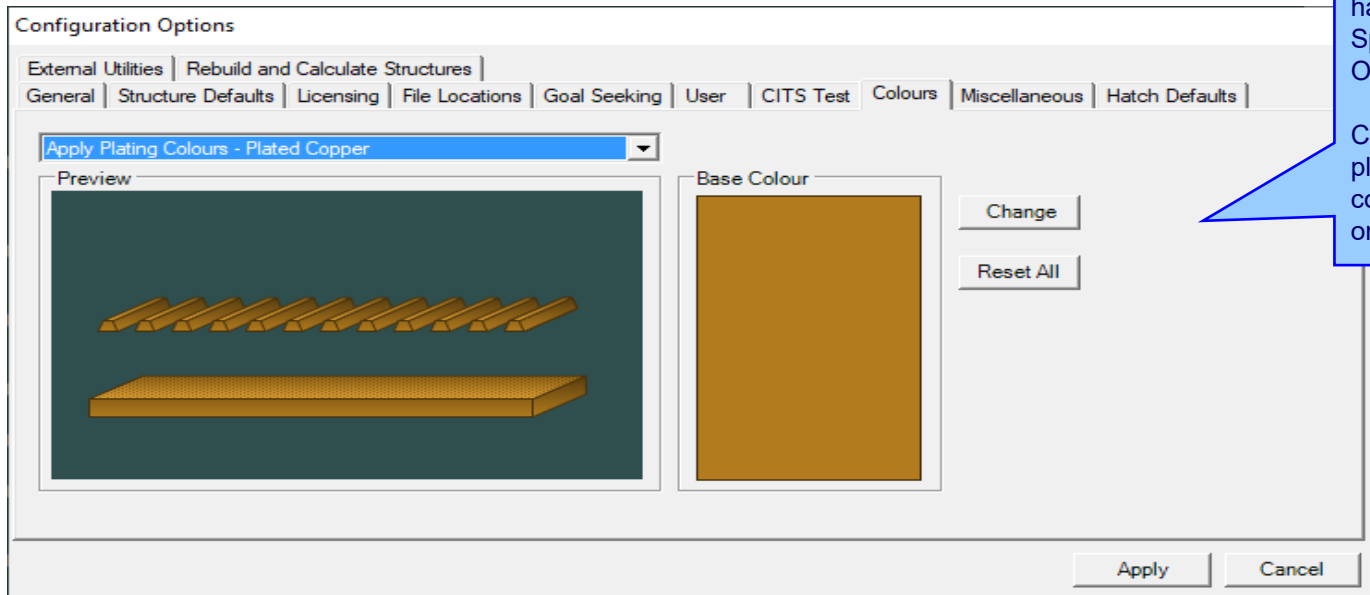 Configuration Options
External Utilities Rebuild and Calculate Structures
General Structure Defaults Licensing File Locations Goal Seeking User CITS Test Colours Miscellaneous Hatch Defaults
Apply Plating Colours - Plated Copper
Preview
Base Colour
Change
Reset All
Apply Cancel